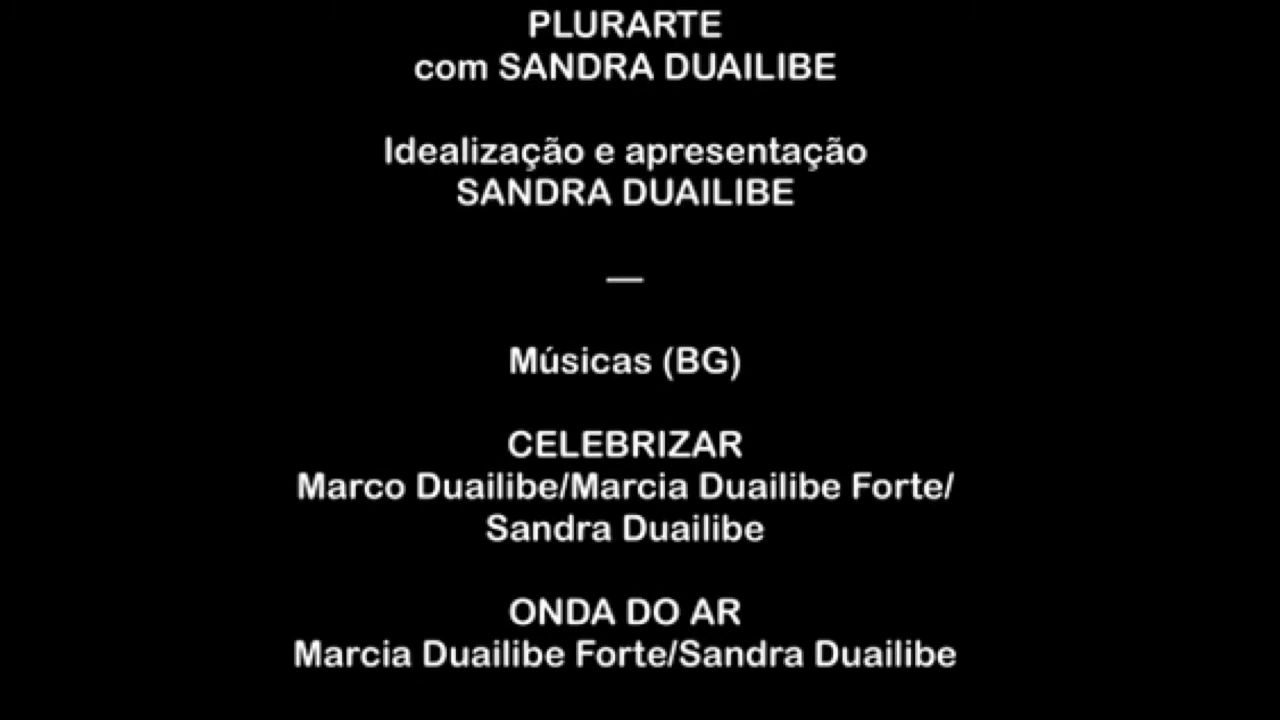 PLURARTE
com SANDRA DUAILIBE
Idealização e apresentação
SANDRA DUAILIBE
—
Músicas (BG)
CELEBRIZAR
Marco Duailibe/Marcia Duailibe Forte/
Sandra Duailibe
ONDA DO AR
Marcia Duailibe Forte/Sandra Duailibe